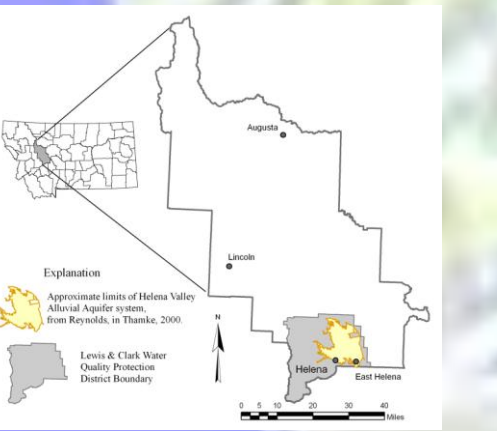 Augusta
Lincoln
Explanation
Approximate limits of Helena Valley
Alluvial Aquifer system,
from Reynolds, in Thamke, 2000.
N
Lewis & Clark Water
Quality Protection
District Boundary
Helena
East Helena
0 5 10 20 30 40
Miles